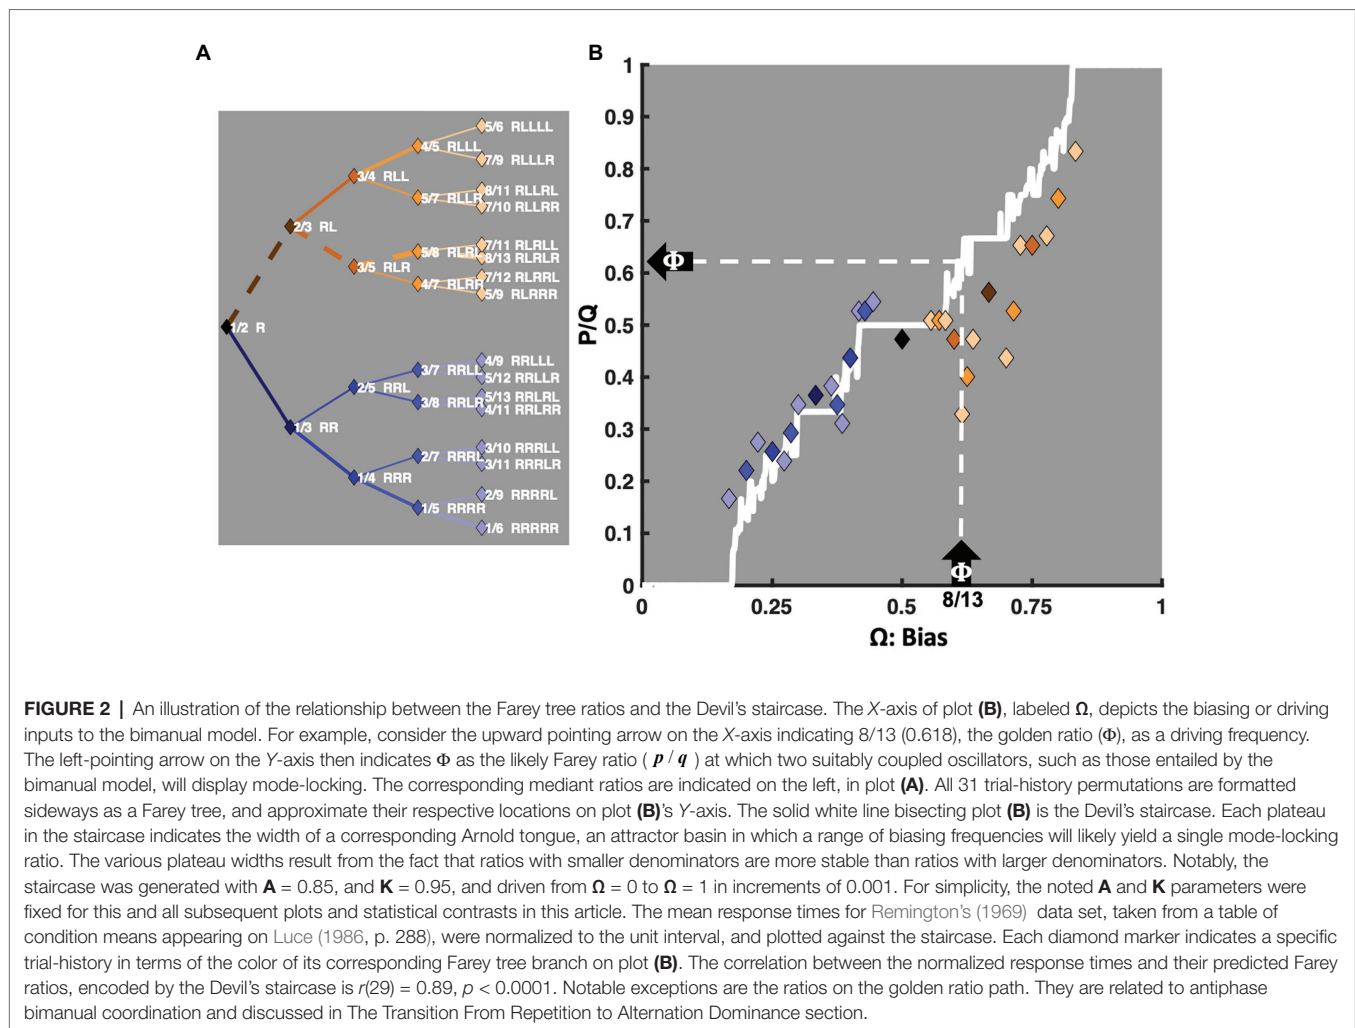 A
5/6 RLLLL
4/5 RLLL
7/9 RLLLR
3/4 RLL
8/11 RLLRL
5/7 RLLR
7/10 RLLRR
2/3 RL
7/11 RLRLL
5/8 RLRL
8/13 RLRLR
3/5 RLR
7/12 RLRRL
4/7 RLRR
5/9 RLRRR
1/2 R
4/9 RRLLL
3/7 RRLL
5/12 RRLLR
2/5 RRL
5/13 RRLRL
3/8 RRLR
4/11 RRLRR
1/3 RR
3/10 RRRLL
2/7 RRRL
3/11 RRRLR
1/4 RRR
2/9 RRRRL
1/5 RRRR
1/6 RRRRR
B
1
0.9
0.8
0.7
0.6
0.5
0.4
0.3
0.2
0.1
0
P/Q
Φ
Φ
0 0.25 0.5 8/13 0.75 1
Ω: Bias
FIGURE 2 | An illustration of the relationship between the Farey tree ratios and the Devil's staircase. The X-axis of plot (B), labeled Ω, depicts the biasing or driving
inputs to the bimanual model. For example, consider the upward pointing arrow on the X-axis indicating 8/13 (0.618), the golden ratio (Φ), as a driving frequency.
The left-pointing arrow on the Y-axis then indicates Φ as the likely Farey ratio ( p / q ) at which two suitably coupled oscillators, such as those entailed by the
bimanual model, will display mode-locking. The corresponding mediant ratios are indicated on the left, in plot (A). All 31 trial-history permutations are formatted
sideways as a Farey tree, and approximate their respective locations on plot (B)'s Y-axis. The solid white line bisecting plot (B) is the Devil's staircase. Each plateau
in the staircase indicates the width of a corresponding Arnold tongue, an attractor basin in which a range of biasing frequencies will likely yield a single mode-locking
ratio. The various plateau widths result from the fact that ratios with smaller denominators are more stable than ratios with larger denominators. Notably, the
staircase was generated with A = 0.85, and K = 0.95, and driven from Ω = 0 to Ω = 1 in increments of 0.001. For simplicity, the noted A and K parameters were
fixed for this and all subsequent plots and statistical contrasts in this article. The mean response times for Remington's (1969) data set, taken from a table of
condition means appearing on Luce (1986, p. 288), were normalized to the unit interval, and plotted against the staircase. Each diamond marker indicates a specific
trial-history in terms of the color of its corresponding Farey tree branch on plot (B). The correlation between the normalized response times and their predicted Farey
ratios, encoded by the Devil's staircase is r(29) = 0.89, p < 0.0001. Notable exceptions are the ratios on the golden ratio path. They are related to antiphase
bimanual coordination and discussed in The Transition From Repetition to Alternation Dominance section.